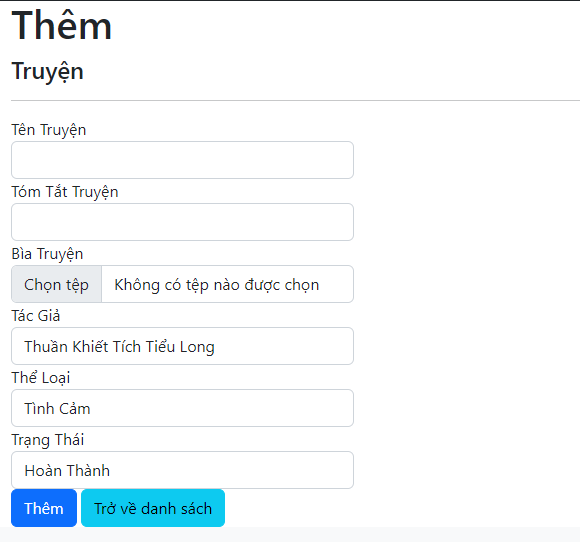 Thêm
Truyện
Tên Truyện
Tóm Tắt Truyện
Bìa Truyện
Chọn tệp Không có tệp nào được chọn
Tác Giả
Thuần Khiết Tích Tiểu Long
Thể Loại
Tình Cảm
Trạng Thái
Hoàn Thành
Thêm Trở về danh sách